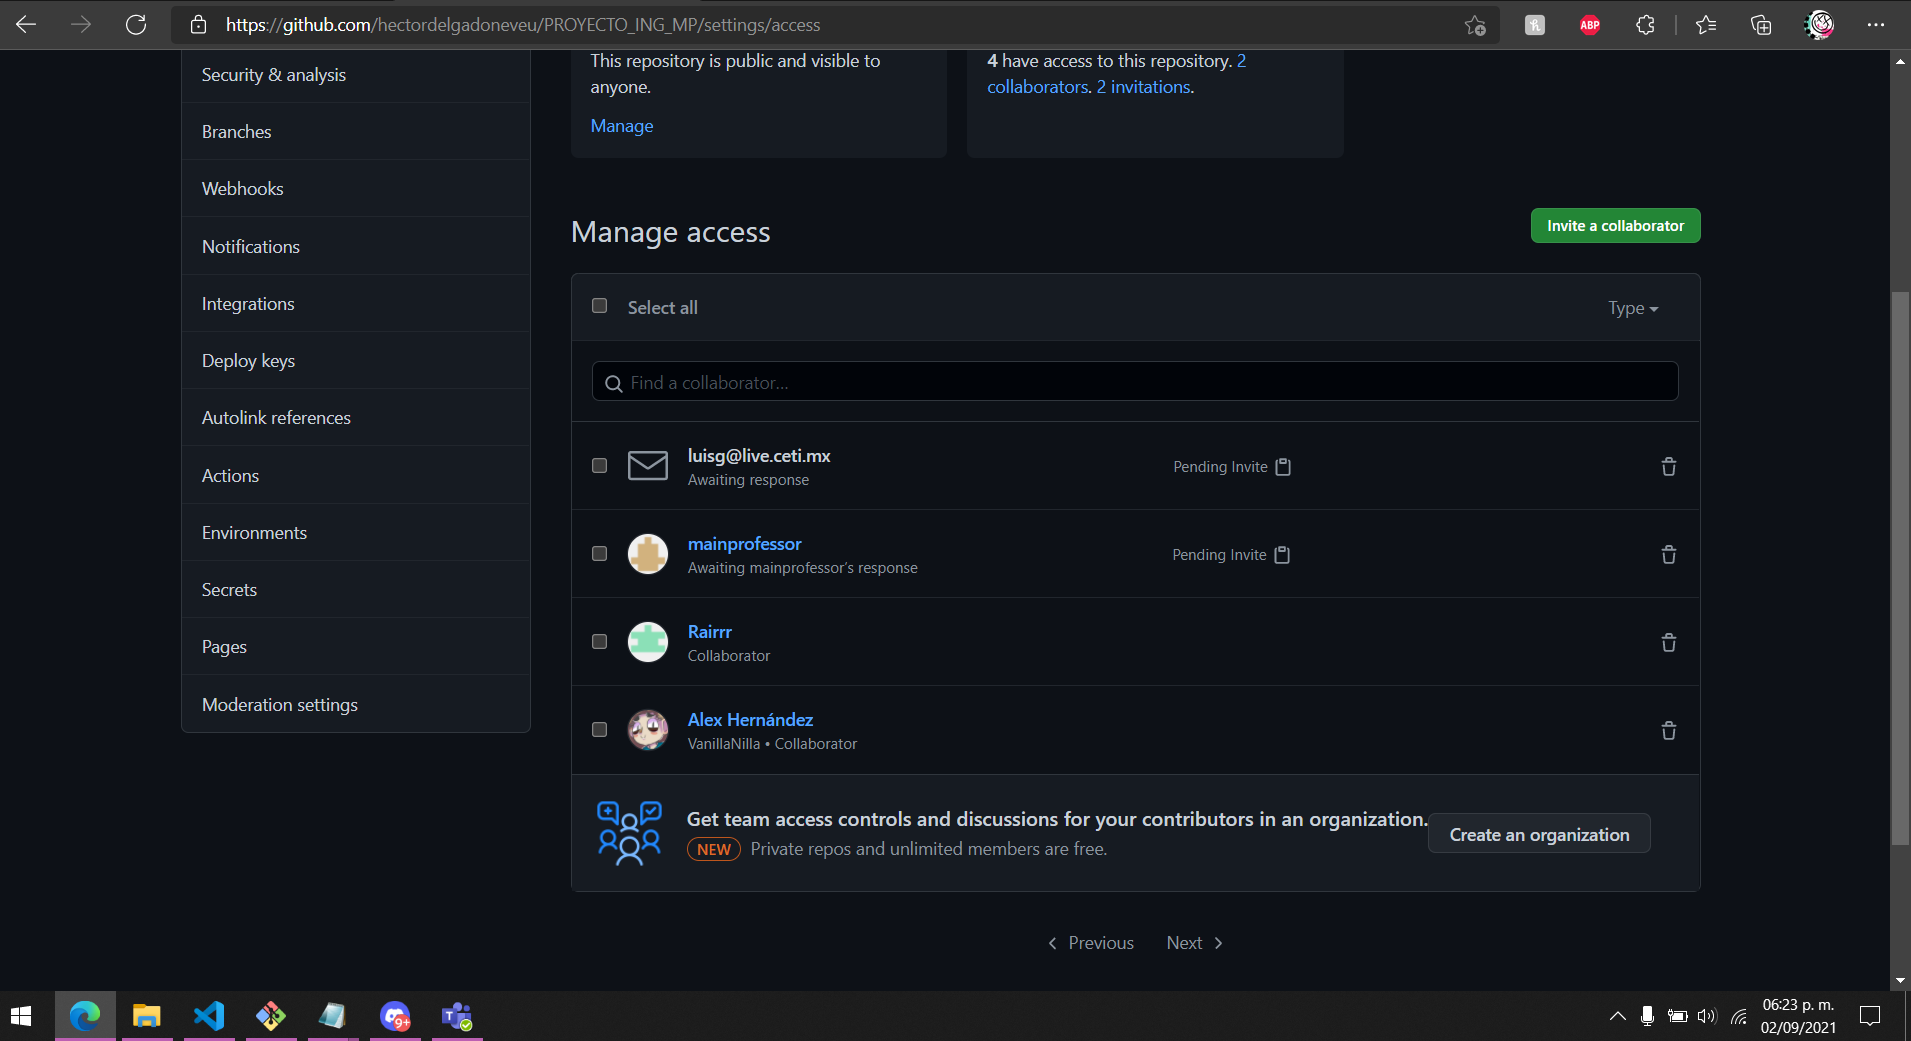 https://github.com/hectordelgadoneveu/PROYECTO_ING_MP/settings/access
ABP
Security & analysis
Branches
Webhooks
Notifications
Integrations
Deploy keys
Autolink references
Actions
Environments
Secrets
Pages
Moderation settings
This repository is public and visible to
anyone.
Manage
4 have access to this repository. 2
collaborators. 2 invitations.
Manage access
Invite a collaborator
Select all
Type
Find a collaborator...
luisg@live.ceti.mx
Awaiting response
Pending Invite
mainprofessor
Awaiting mainprofessor's response
Pending Invite
Rairrr
Collaborator
Alex Hernández
VanillaNilla • Collaborator
Get team access controls and discussions for your contributors in an organization.
NEW Private repos and unlimited members are free.
Create an organization
Previous
Next
9+
T
06:23 p. m.
02/09/2021